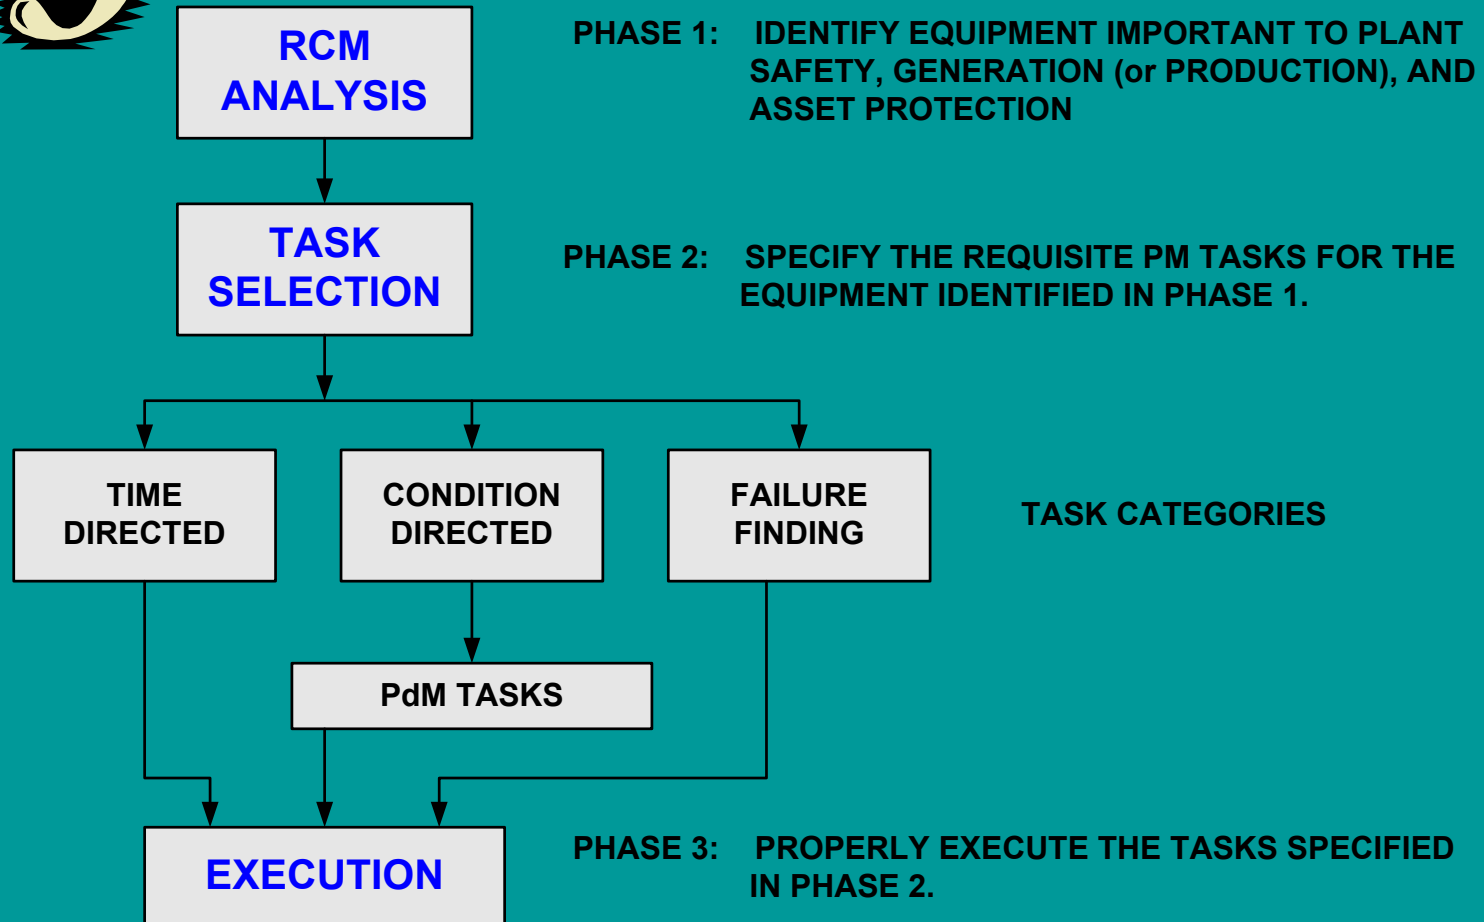 RCM
ANALYSIS
PHASE 1: IDENTIFY EQUIPMENT IMPORTANT TO PLANT
SAFETY, GENERATION (or PRODUCTION), AND
ASSET PROTECTION
TASK
SELECTION
PHASE 2: SPECIFY THE REQUISITE PM TASKS FOR THE
EQUIPMENT IDENTIFIED IN PHASE 1.
TIME
DIRECTED
CONDITION
DIRECTED
FAILURE
FINDING
TASK CATEGORIES
PdM TASKS
EXECUTION
PHASE 3: PROPERLY EXECUTE THE TASKS SPECIFIED
IN PHASE 2.